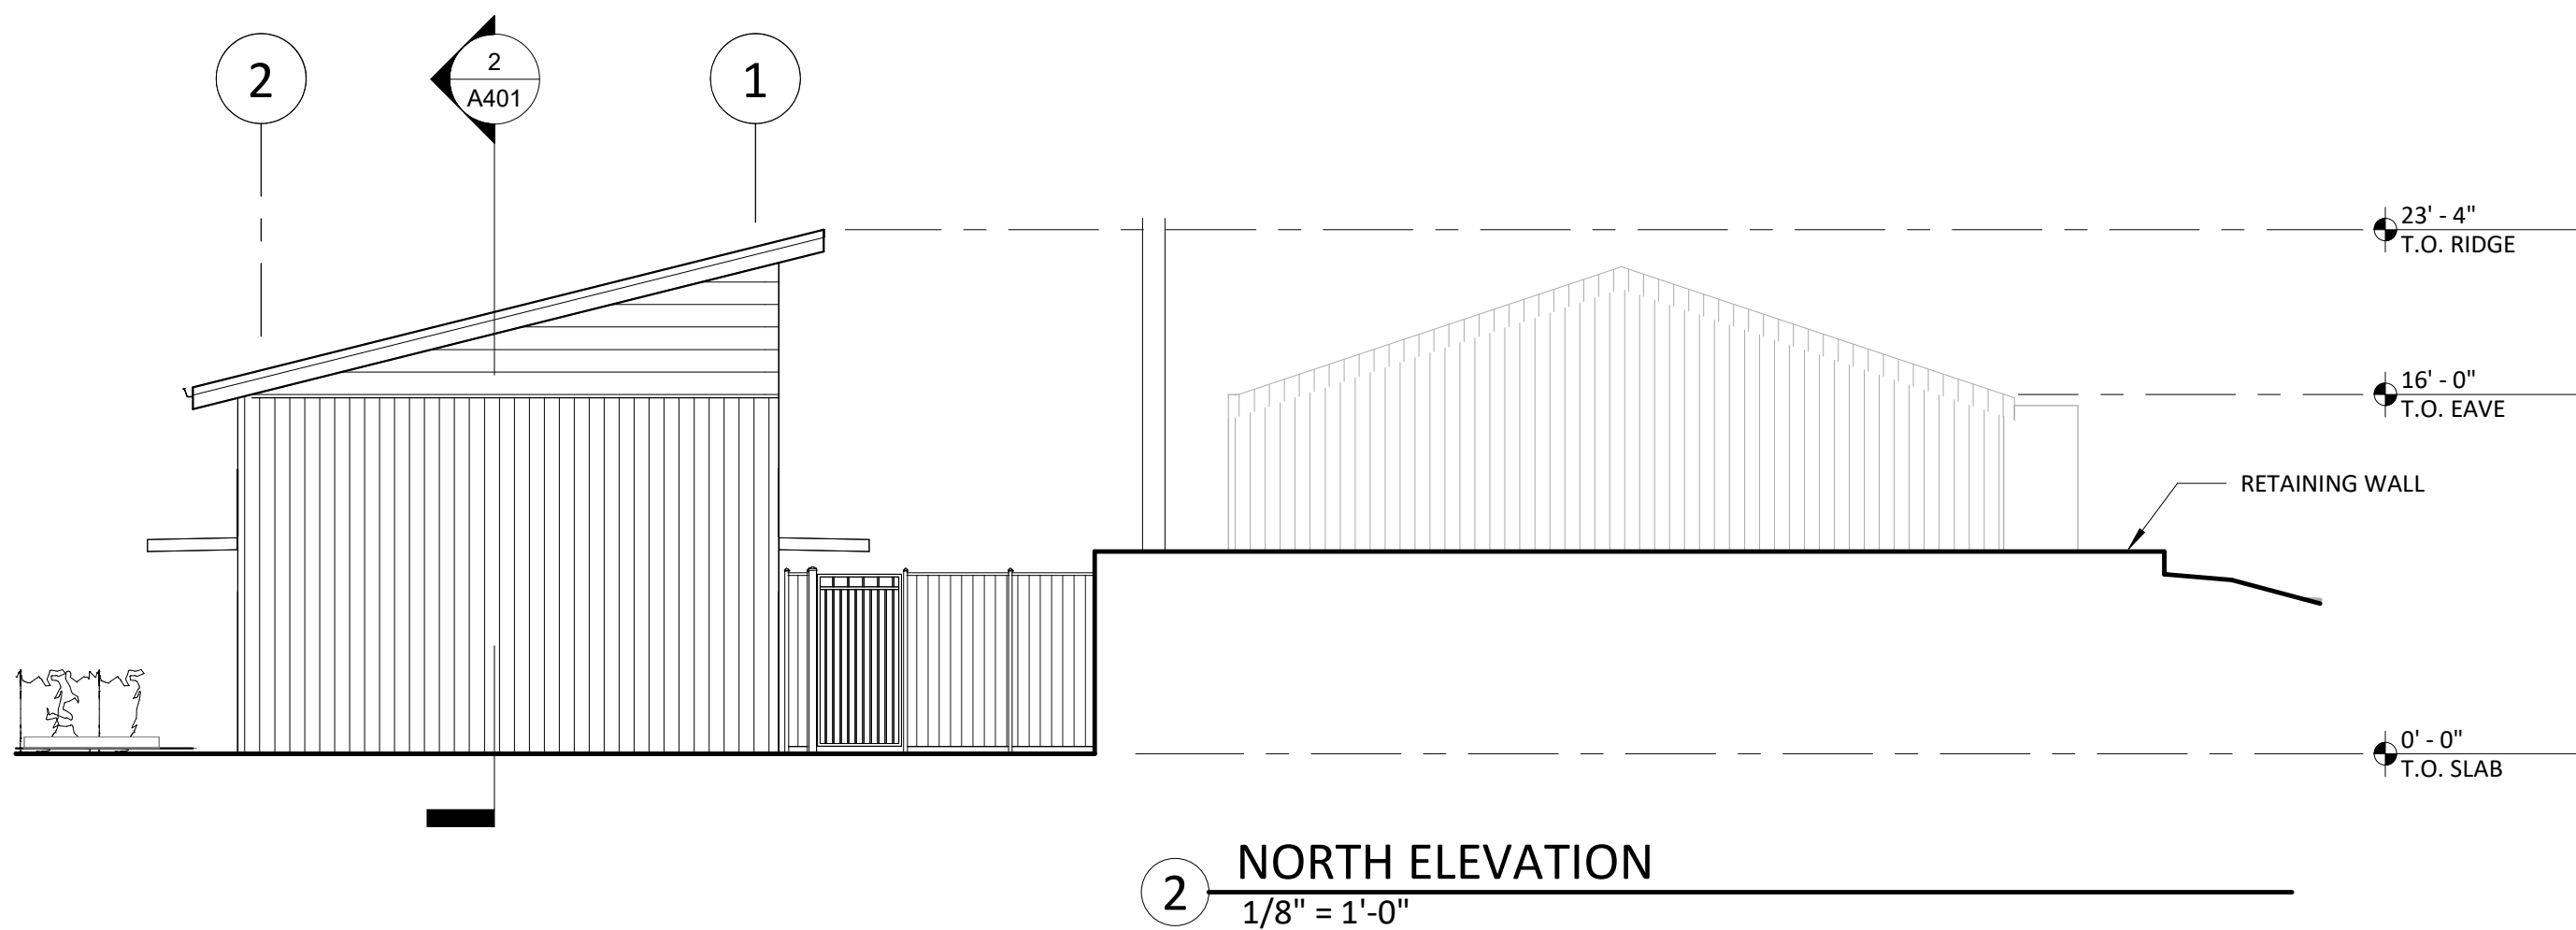 2
2
A401
1
23' - 4"
T.O. RIDGE
16' - 0"
T.O. EAVE
RETAINING WALL
0' - 0"
T.O. SLAB
2
NORTH ELEVATION
1/8" = 1'-0"